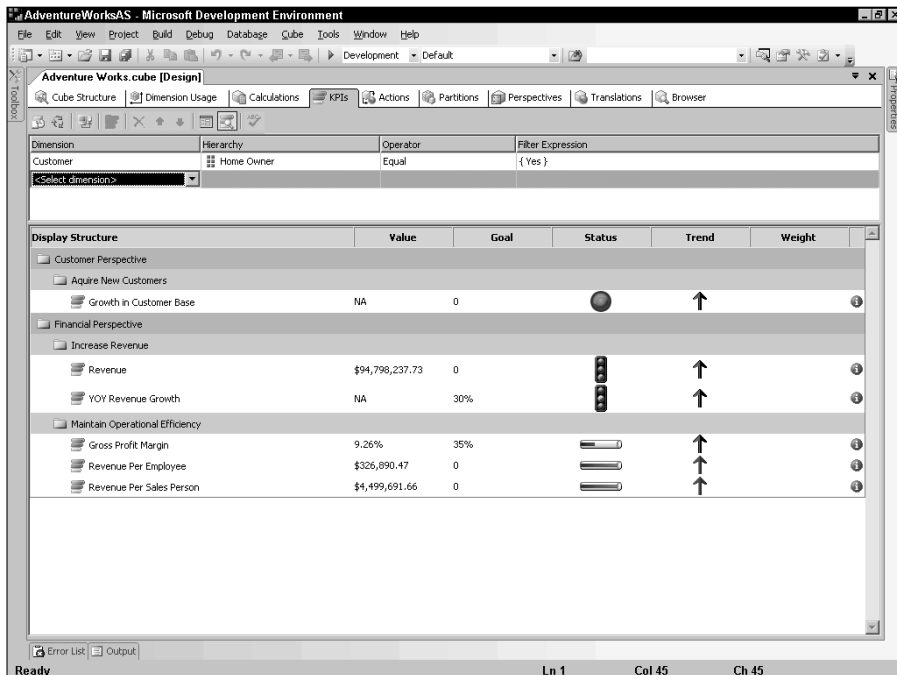 AdventureWorksAS - Microsoft Development Environment
File Edit View Project Build Debug Database Cube Tools Window Help
Development Default
Toolbox
Adventure Works.cube [Design]
Properties
Cube Structure Dimension Usage Calculations KPIs Actions Partitions Perspectives Translations Browser
Dimension Hierarchy Operator Filter Expression
Customer Home Owner Equal { Yes }
<Select dimension>
Display Structure Value Goal Status Trend Weight
Customer Perspective
Aquire New Customers
Growth in Customer Base NA 0
Financial Perspective
Increase Revenue
Revenue $94,798,237.73 0
YOY Revenue Growth NA 30%
Maintain Operational Efficiency
Gross Profit Margin 9.26% 35%
Revenue Per Employee $326,890.47 0
Revenue Per Sales Person $4,499,691.66 0
Error List Output
Ready Ln 1 Col 45 Ch 45